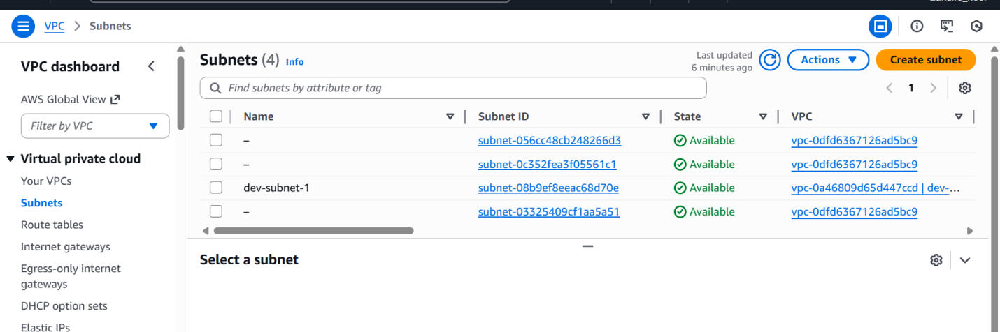 VPC > Subnets
VPC dashboard
AWS Global View
Filter by VPC
Virtual private cloud
Your VPCs
Subnets
Route tables
Internet gateways
Egress-only internet
gateways
DHCP option sets
Elastic IPs
Subnets (4) Info
Last updated
6 minutes ago
Actions
Create subnet
Find subnets by attribute or tag
1
Name Subnet ID State VPC
– subnet-056cc48cb248266d3 Available vpc-0dfd6367126ad5bc9
– subnet-0c352fea3f05561c1 Available vpc-0dfd6367126ad5bc9
dev-subnet-1 subnet-08b9ef8eeac68d70e Available vpc-0a46809d65d447ccd | dev-...
– subnet-03325409cf1aa5a51 Available vpc-0dfd6367126ad5bc9
Select a subnet